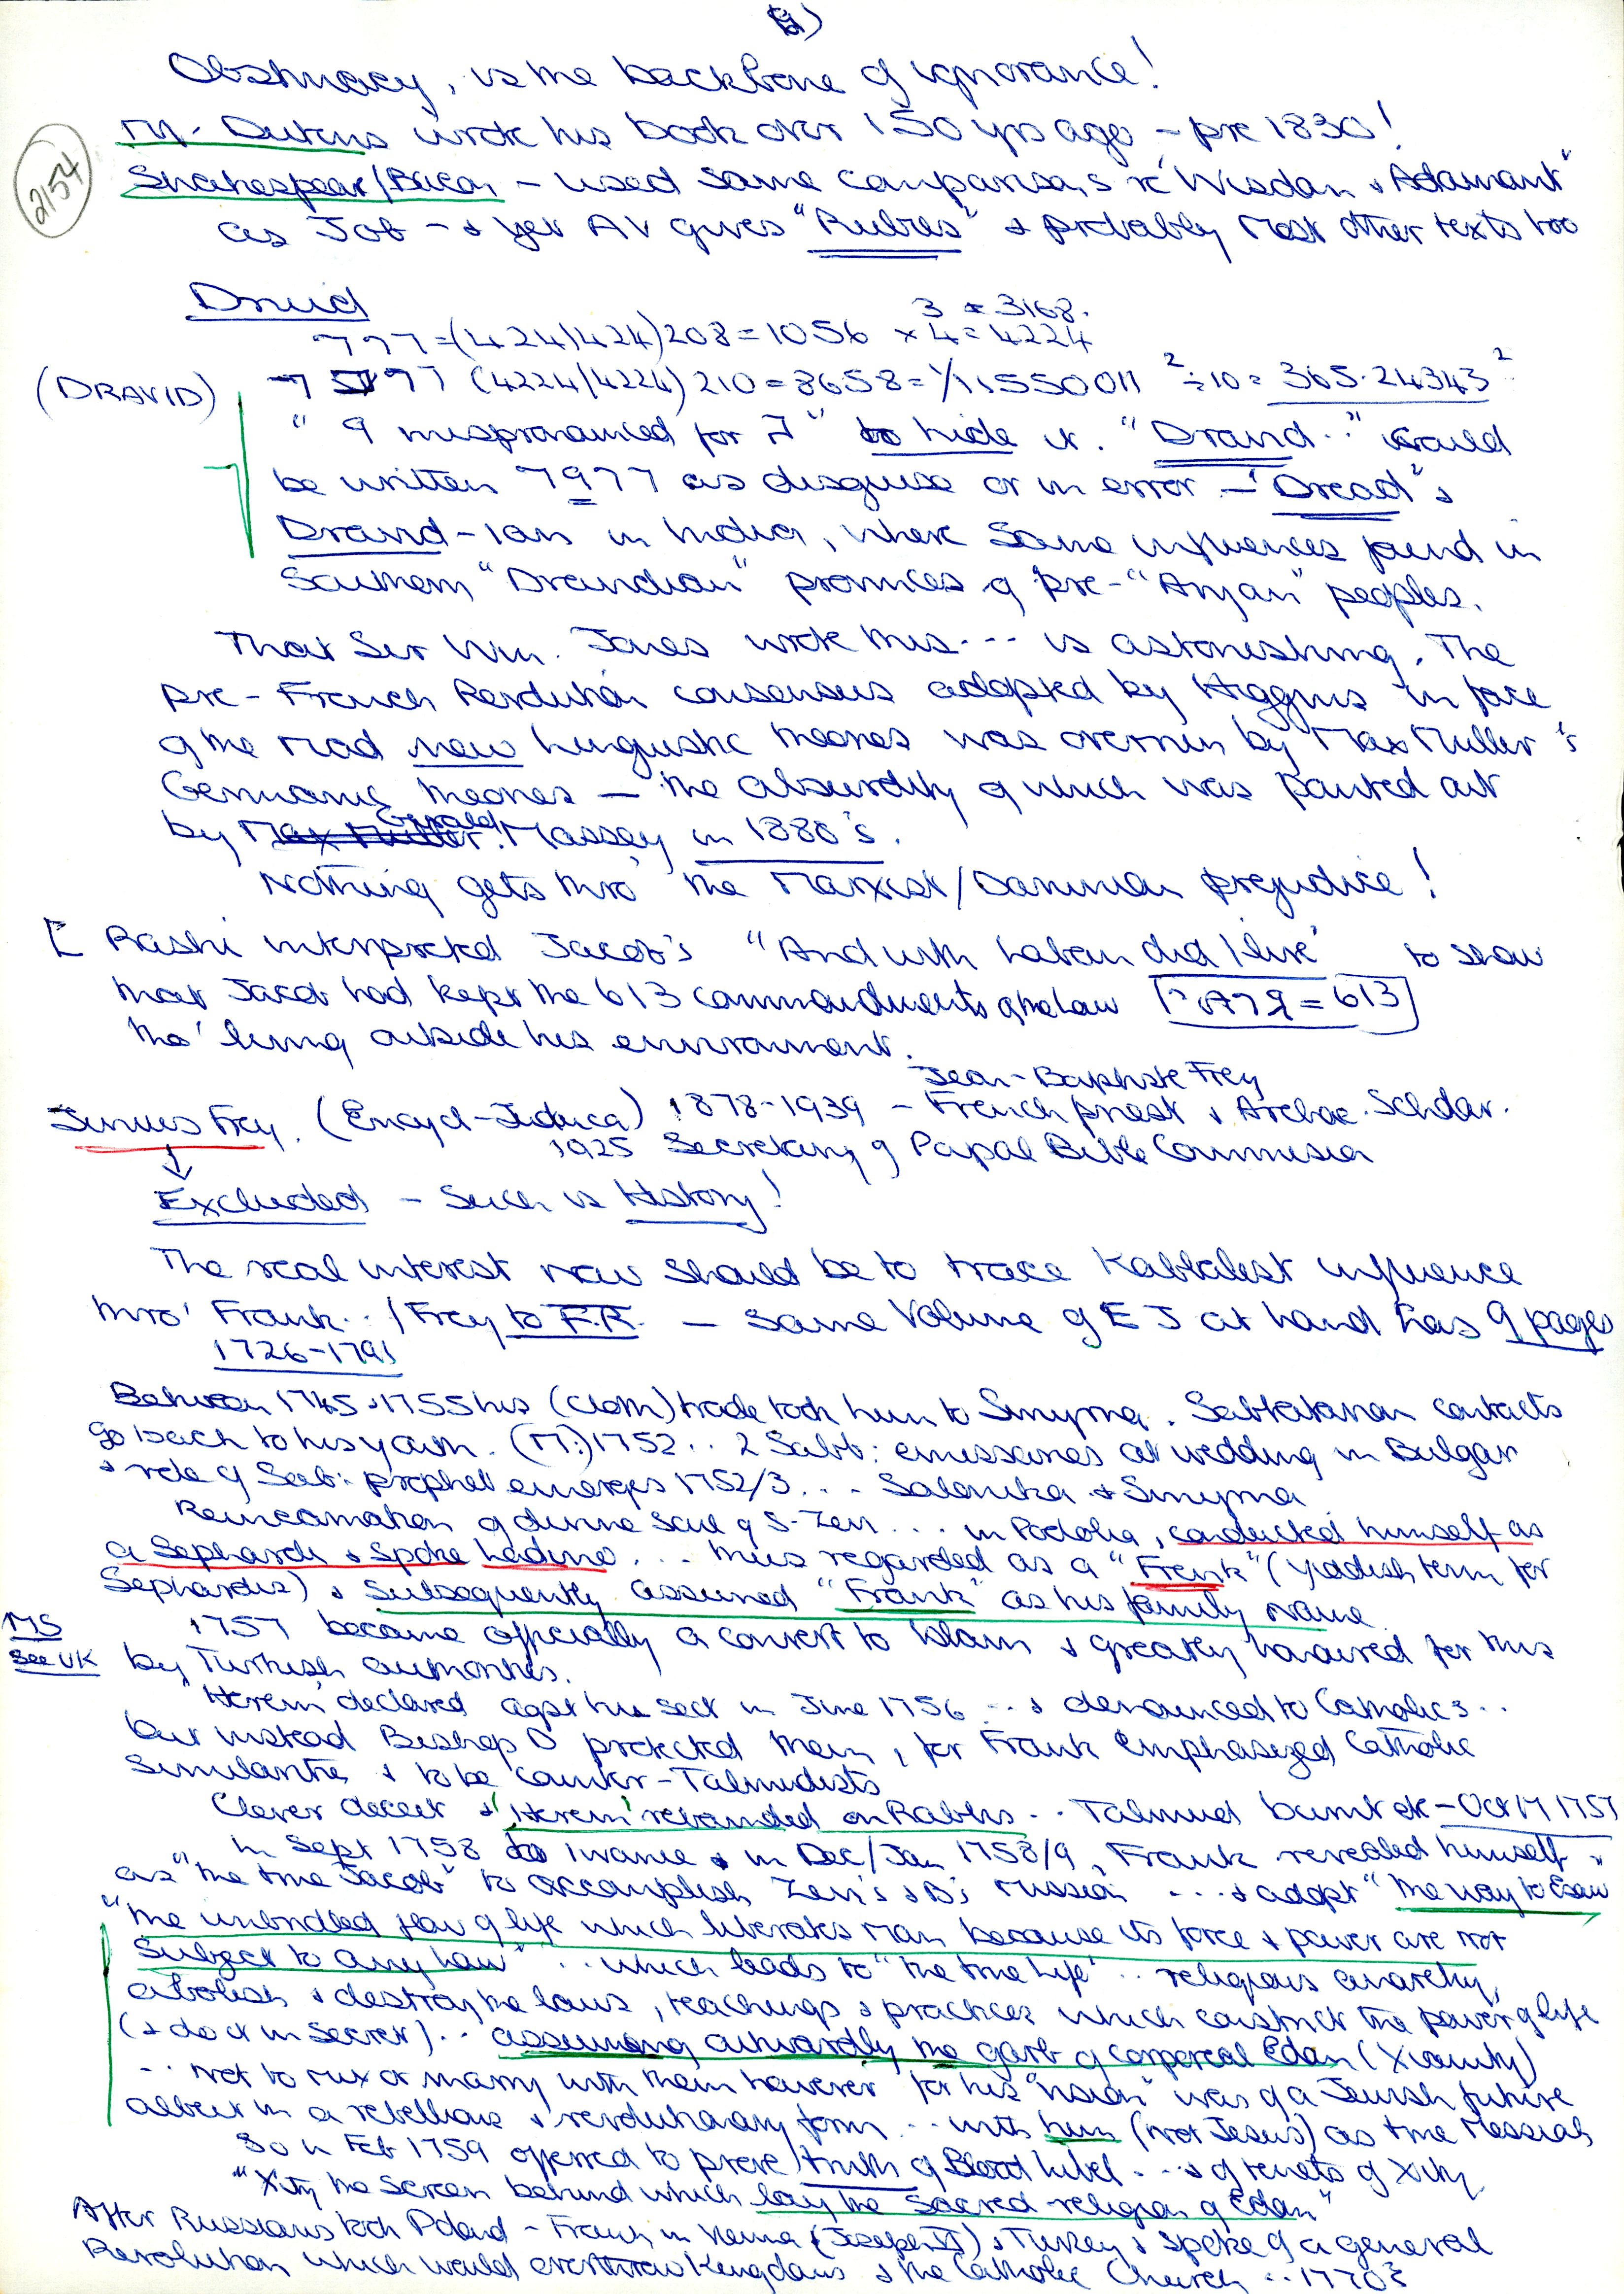 9)
Obstinacy, is the backbone of ignorance!
M. Dutens wrote his book over 150 yrs ago - pre 1830!
2154
Shakespear/Bacon - used same comparisons re "Wisdom & Adamant"
as Job - & yet AV gives "Rubies" & probably most other texts too
Druid
3 = 3168.
(424/424) 208 = 1056 x 4 = 4224
(DRAVID)
(4224/4224) 210 = 8658 = 1/1.1550011 ² ÷ 10 = 365.24343 ²
" 9 mispronounced for " to hide it. "Dravid.." would
be written as disguise or in error - "Dread" &
Dravid-ian in India, where same influences found in
Southern "Dravidian" provinces of pre-"Aryan" peoples.
That Sir Wm. Jones wrote this --- is astonishing. The
pre-French Revolution consensus adopted by Higgins in face
of the mad new linguistic theories was overrun by Max Muller's
Germanic theories - the absurdity of which was pointed out
by Gerald Massey in 1880's.
Nothing gets thro' the Marxist/Darwinian prejudice!
[ Rashi interpreted Jacob's "And with Laban did I live" to show
that Jacob had kept the 613 commandments of the law = 613]
tho' living outside his environment.
Jean-Baptiste Frey
Junius Frey. (Encycl-Judaica) 1878-1939 - French priest & Archae. Scholar.
1925 Secretary of Papal Bible Commission
↓
Excluded - Such is History!
The real interest now should be to trace Kabbalist influence
thro' Frank.. / Frey to F.R. - same Volume of E J at hand has 9 pages
1726-1791
Between 1745 & 1755 his (cloth) trade took him to Smyrna. Sabbatarian contacts
go back to his youth. (M:) 1752.. 2 Sabb: emissaries at wedding in Bulgar
& role of Sab: prophet emerges 1752/3... Salonika & Smyrna
Reincarnation of divine soul of S-Zevi... in Podolia, conducted himself as
a Sephardi & spoke Ladino... thus regarded as a "Frenk" (Yiddish term for
Sephardis) & subsequently assumed "Frank" as his family name
MS
See UK
1757 became officially a convert to Islam & greatly honoured for this
by Turkish authorities.
"Herem" declared agst his sect in June 1756 .. & denounced to Catholics..
but instead Bishop D protected them, for Frank emphasized Catholic
similarities & to be counter-Talmudists
Clever deceit & 'Herem' rebounded on Rabbis.. Talmud burnt etc - Oct 17 1757
In Sept 1758 to Iwanie & in Dec/Jan 1758/9, Frank revealed himself
as "the true Jacob" to accomplish Zevi's & B's mission ... & adopt "the way to Esau"
"the unbridled flow of life which liberates man because its force & power are not
subject to any law" .. which leads to "the true life".. religious anarchy,
abolish & destroy the laws, teachings & practices which constrict the power of life
(& do it in secret).. assuming outwardly the garb of corporeal Edom (Xianity)
.. not to mix or marry with them however for his "vision" was of a Jewish future
albeit in a rebellious & revolutionary form .. with him (not Jesus) as true Messiah
So in Feb 1759 offered to prove truth of Blood libel ... & of tenets of Xity
"Xity the screen behind which lay the sacred religion of Edom"
After Russians took Poland - Frank in Vienna (Joseph II) & Turkey & spoke of a general
Revolution which would overthrow Kingdoms & the Catholic Church .. 1770's